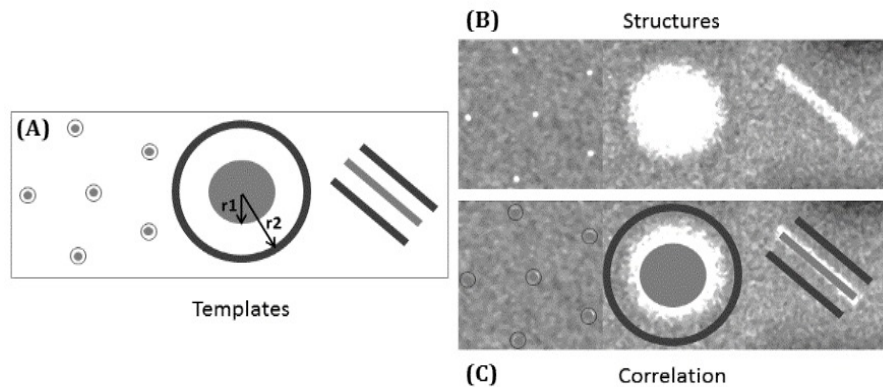 (A)
r1
r2
Templates
(B)
Structures
(C)
Correlation